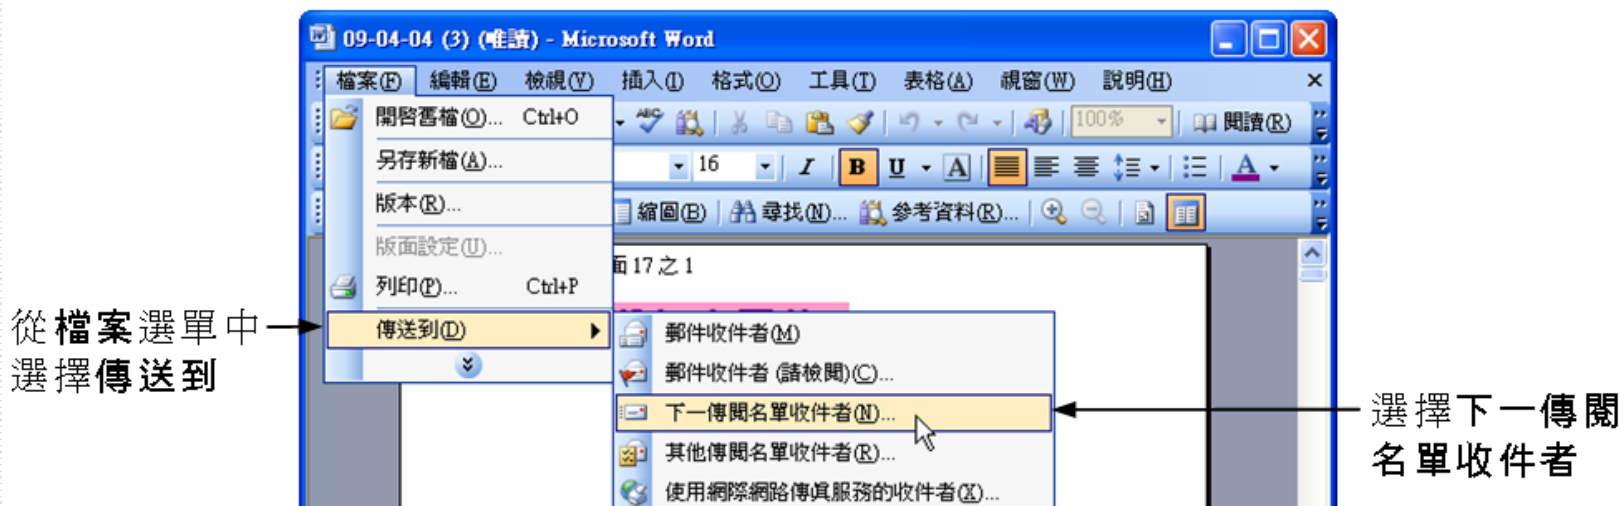 09-04-04 (3) (唯讀) - Microsoft Word
檔案(F) 編輯(E) 檢視(V) 插入(I) 格式(O) 工具(T) 表格(A) 視窗(W) 說明(H)
開啟舊檔(O)... Ctrl+O
100% 閱讀(R)
另存新檔(A)...
16 I B U A A
版本(R)...
縮圖(B) 尋找(N)... 參考資料(R)...
版面設定(U)...
面 17 之 1
列印(P)... Ctrl+P
傳送到(D)
郵件收件者(M)
郵件收件者 (請檢閱)(C)...
下一傳閱名單收件者(N)...
其他傳閱名單收件者(R)...
使用網際網路傳真服務的收件者(X)...
從檔案選單中
選擇傳送到
選擇下一傳閱
名單收件者